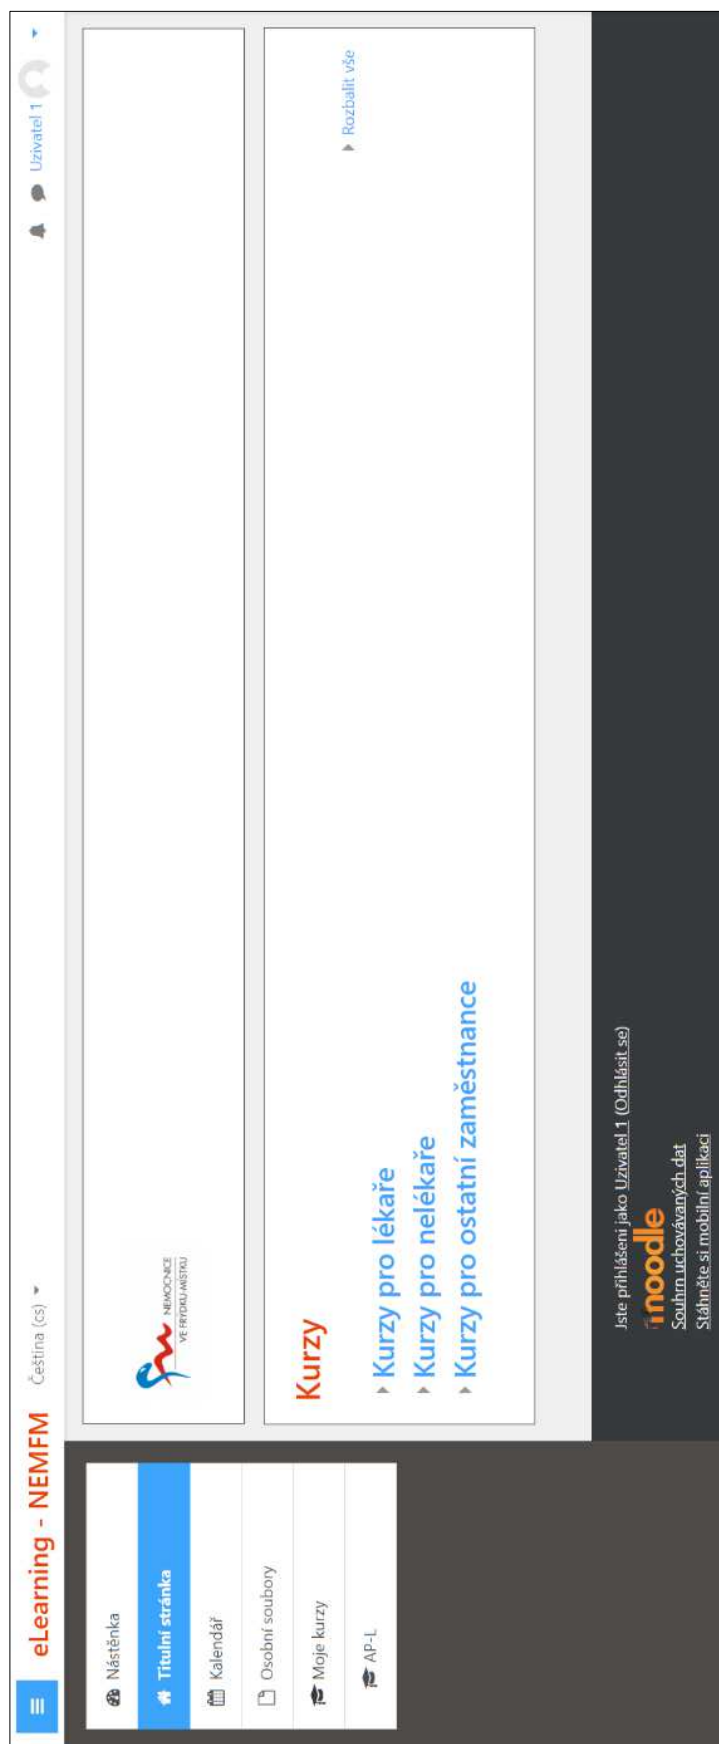 eLearning - NEMFM
Čeština (cs)
Uzivatel 1
Nástěnka
Titulní stránka
Kalendář
Osobní soubory
Moje kurzy
AP-L
NEMOCNICE
VE FRÝDKU-MÍSTKU
Kurzy
Rozbalit vše
Kurzy pro lékaře
Kurzy pro nelékaře
Kurzy pro ostatní zaměstnance
Jste přihlášeni jako Uzivatel 1 (Odhlásit se)
moodle
Souhrn uchovávaných dat
Stáhněte si mobilní aplikaci